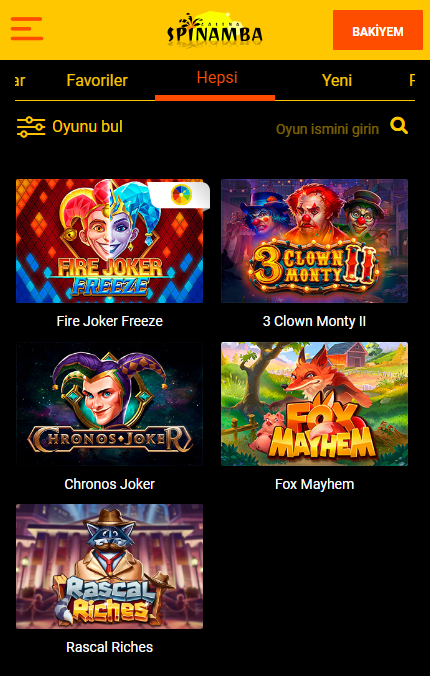 CASINO
SPINAMBA
BAKİYEM
ar Favoriler Hepsi Yeni
Oyunu bul
Oyun ismini girin
FIRE JOKER
FREEZE
3 CLOWN
MONTY II
Fire Joker Freeze
3 Clown Monty II
CHRONOS JOKER
FOX
MAYHEM
Chronos Joker
Fox Mayhem
Rascal
Riches
Rascal Riches